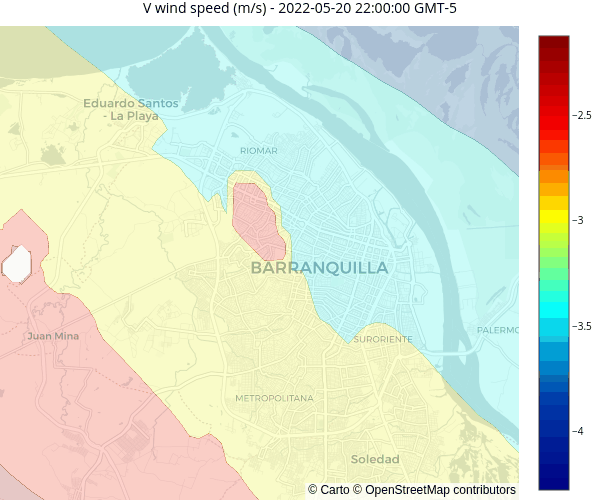 V wind speed (m/s) - 2022-05-20 22:00:00 GMT-5
Eduardo Santos
- La Playa
RIOMAR
BARRANQUILLA
Juan Mina
SURORIENTE
PALERMO
METROPOLITANA
Soledad
−2.5
−3
−3.5
−4
© Carto © OpenStreetMap contributors